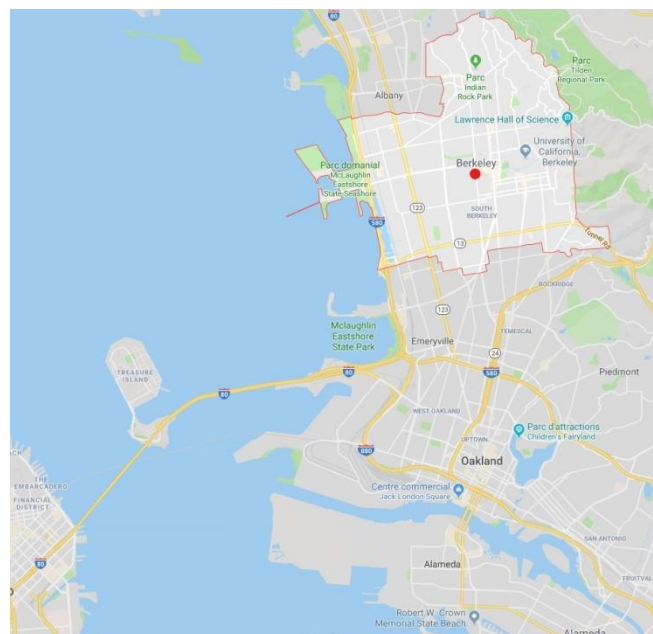 Parc
Indian
Rock Park
Parc
Tilden
Regional Park
Albany
Lawrence Hall of Science
University of
California,
Berkeley
Berkeley
Parc domanial
McLaughlin
Eastshore
State Seashore
SOUTH
BERKELEY
123
580
13
Tunnel Rd
ROCKRIDGE
123
Mclaughlin
Eastshore
State Park
Emeryville
TEMESCAL
24
580
Piedmont
TREASURE
ISLAND
80
80
WEST OAKLAND
Parc d'attractions
Children's Fairyland
UPTOWN
880
Oakland
THE
EMBARCADERO
FINANCIAL
DISTRICT
Centre commercial
Jack London Square
SAN ANTONIO
80
Alameda
FRUITVAL
Robert W. Crown
Memorial State Beach
Alameda